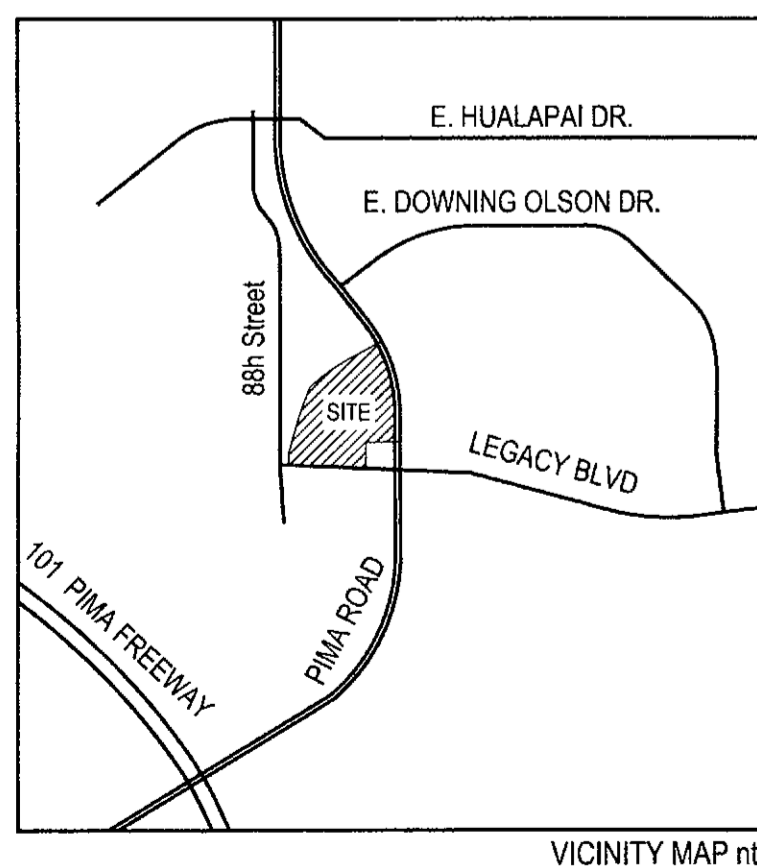 E. HUALAPAI DR.
E. DOWNING OLSON DR.
88h Street
SITE
LEGACY BLVD
101 PIMA FREEWAY
PIMA ROAD
VICINITY MAP nt